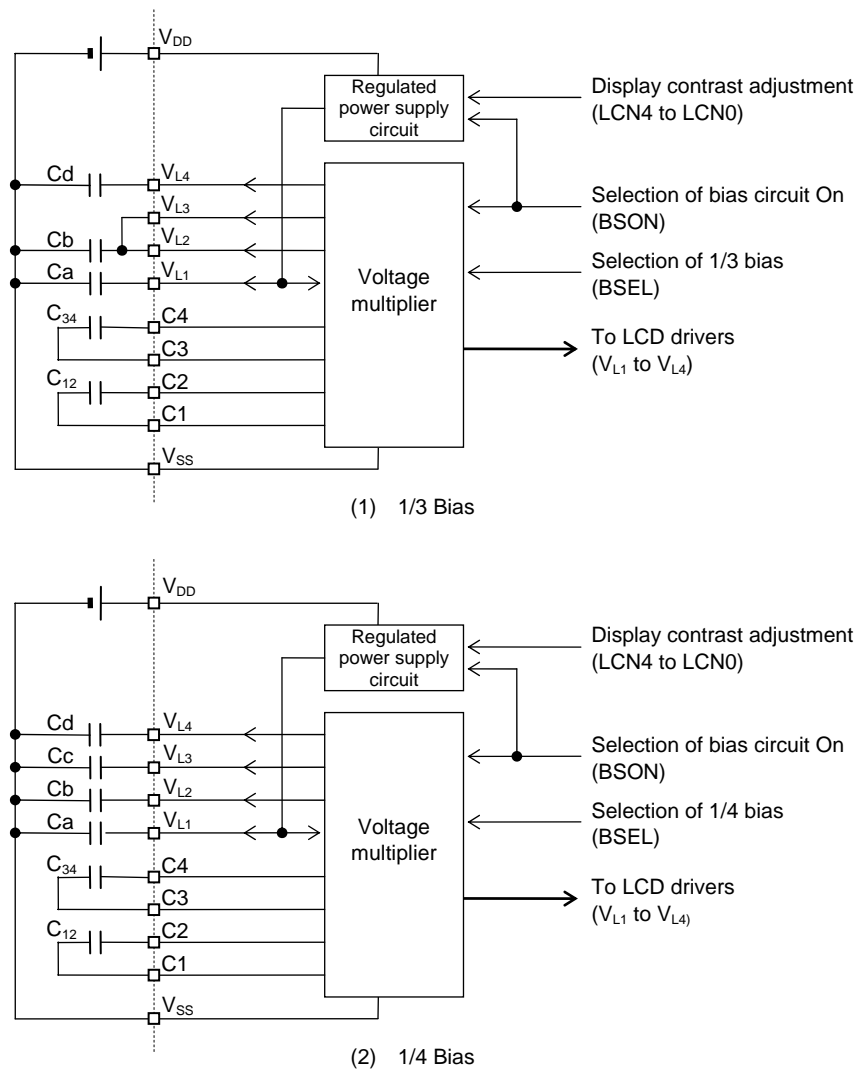 VDD
Regulated
power supply
circuit
Display contrast adjustment
(LCN4 to LCN0)
Cd
VL4
VL3
Cb
VL2
Ca
VL1
Voltage
multiplier
Selection of bias circuit On
(BSON)
Selection of 1/3 bias
(BSEL)
C34
C4
C3
To LCD drivers
(VL1 to VL4)
C12
C2
C1
VSS
(1) 1/3 Bias
VDD
Regulated
power supply
circuit
Display contrast adjustment
(LCN4 to LCN0)
Cd
VL4
Cc
VL3
Cb
VL2
Ca
VL1
Voltage
multiplier
Selection of bias circuit On
(BSON)
Selection of 1/4 bias
(BSEL)
C34
C4
C3
To LCD drivers
(VL1 to VL4)
C12
C2
C1
VSS
(2) 1/4 Bias